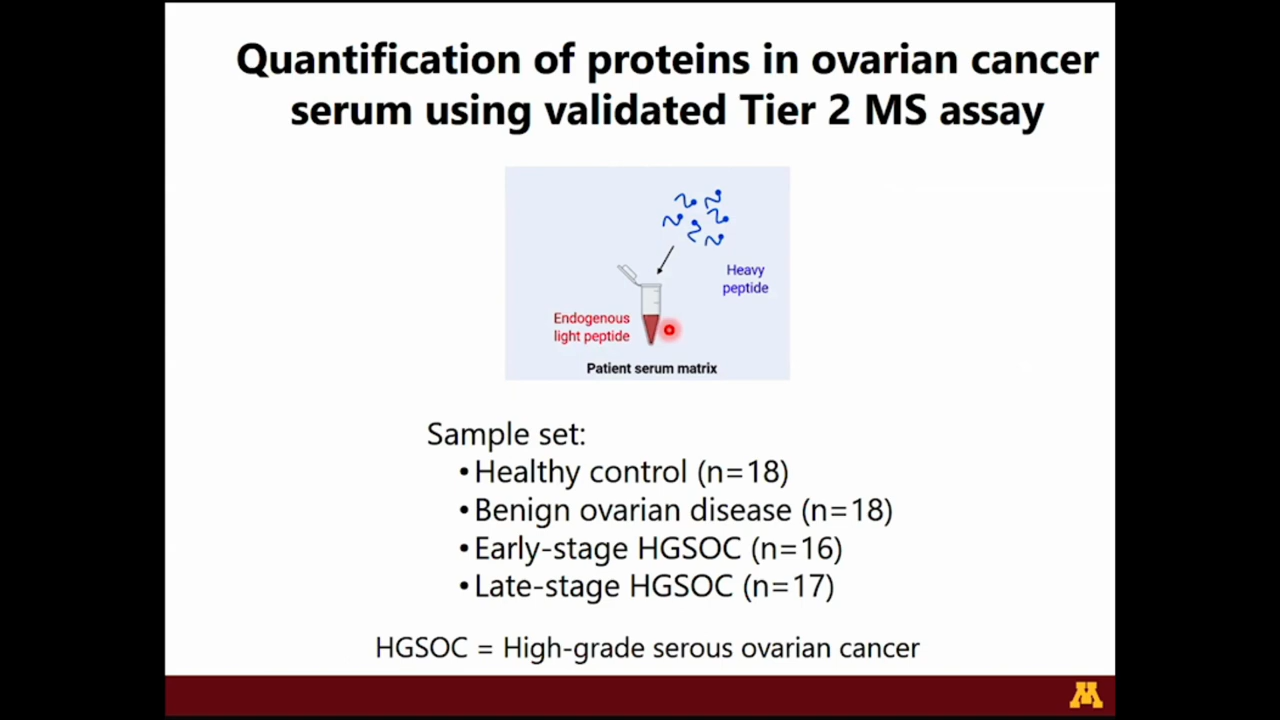 Quantification of proteins in ovarian cancer
serum using validated Tier 2 MS assay
Heavy
peptide
Endogenous
light peptide
Patient serum matrix
Sample set:
•Healthy control (n=18)
•Benign ovarian disease (n=18)
•Early-stage HGSOC (n=16)
•Late-stage HGSOC (n=17)
HGSOC = High-grade serous ovarian cancer
M